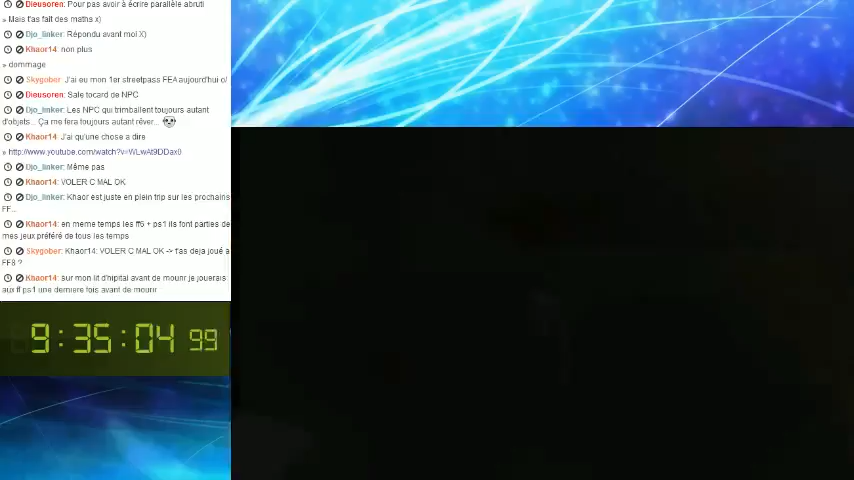 Dieusoren: Pour pas avoir à écrire parallèle abruti
» Mais t'as fait des maths x)
Djo_linker: Répondu avant moi X)
Khaor14: non plus
» dommage
Skygober: J'ai eu mon 1er streetpass FEA aujourd'hui o/
Dieusoren: Sale tocard de NPC
Djo_linker: Les NPC qui trimballent toujours autant
d'objets... Ça me fera toujours autant rêver...
Khaor14: J'ai qu'une chose a dire
» http://www.youtube.com/watch?v=WLwAt9DDax0
Djo_linker: Même pas
Khaor14: VOLER C MAL OK
Djo_linker: Khaor est juste en plein trip sur les prochains
FF...
Khaor14: en meme temps les ff6 + ps1 ils font parties de
mes jeux préféré de tous les temps
Skygober: Khaor14: VOLER C MAL OK -> t'as deja joué a
FF8 ?
Khaor14: sur mon lit d'hipital avant de mourir je jouerais
aux ff ps1 une derniere fois avant de mourir
9:35:04 99